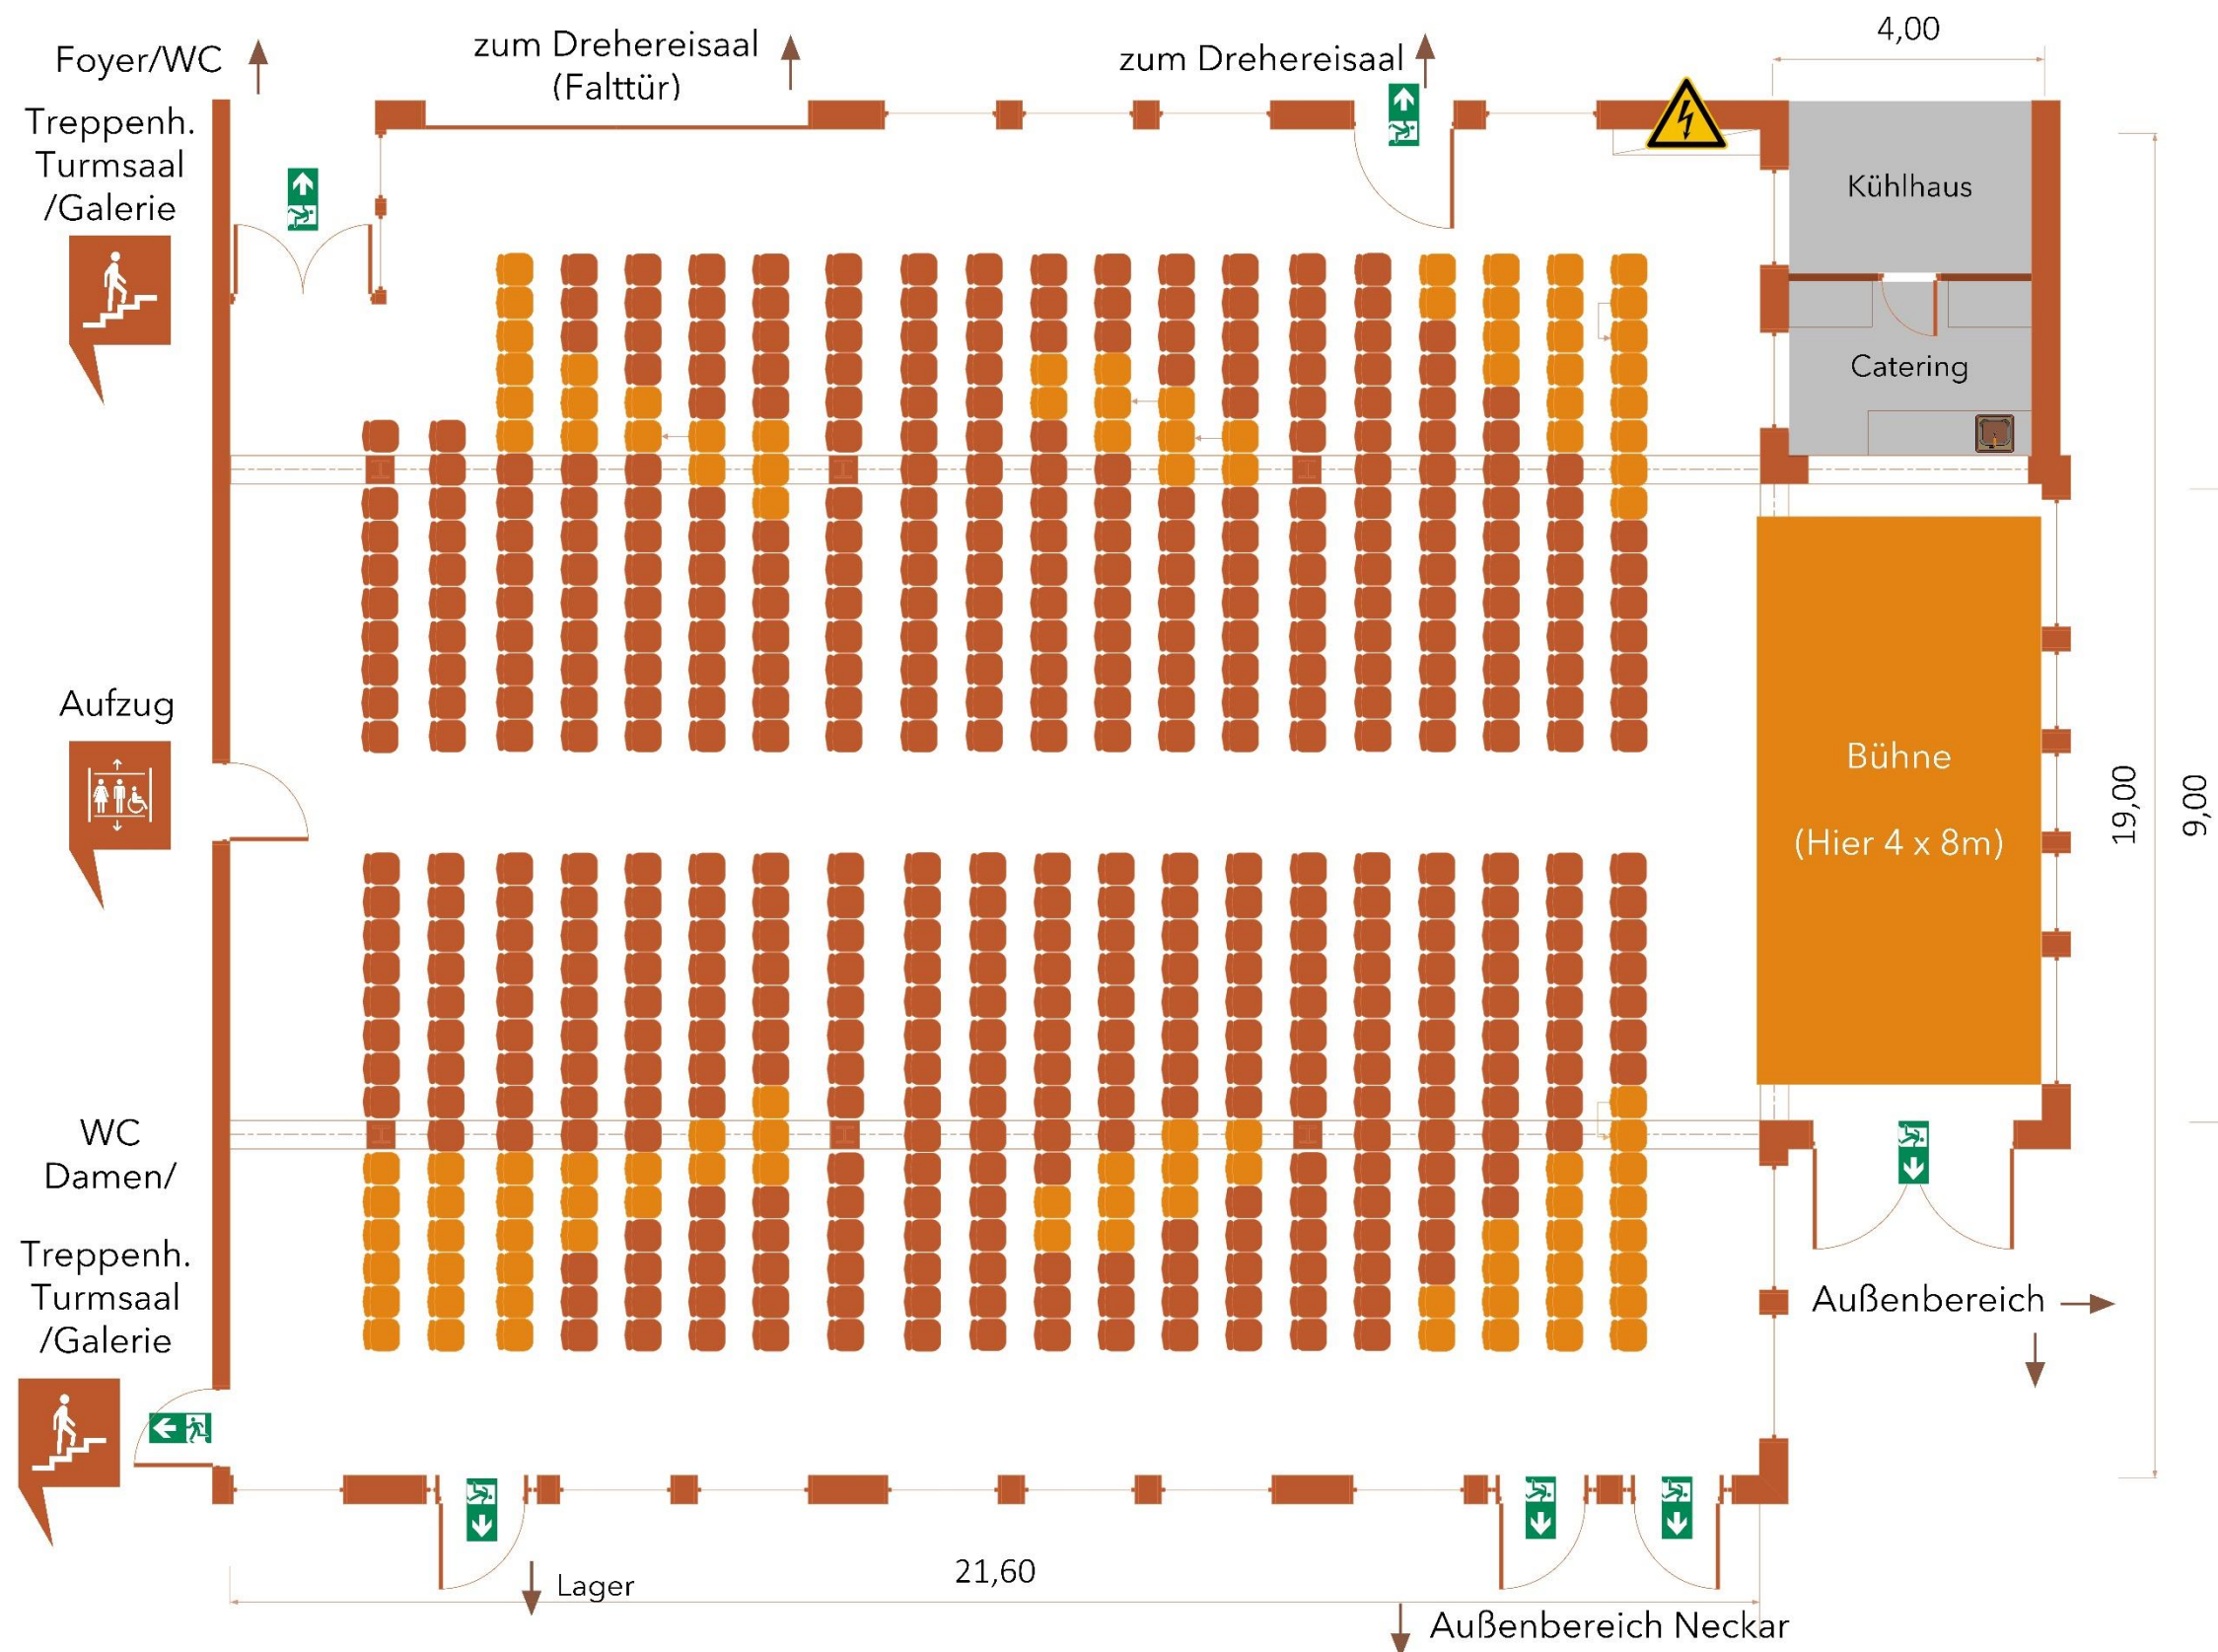 Foyer/WC
zum Drehereisaal
(Falttür)
zum Drehereisaal
4,00
Treppenh.
Turmsaal
/Galerie
Kühlhaus
Catering
Aufzug
Bühne
(Hier 4 x 8m)
19,00
9,00
WC
Damen/
Treppenh.
Turmsaal
/Galerie
Außenbereich
Lager
21,60
Außenbereich Neckar